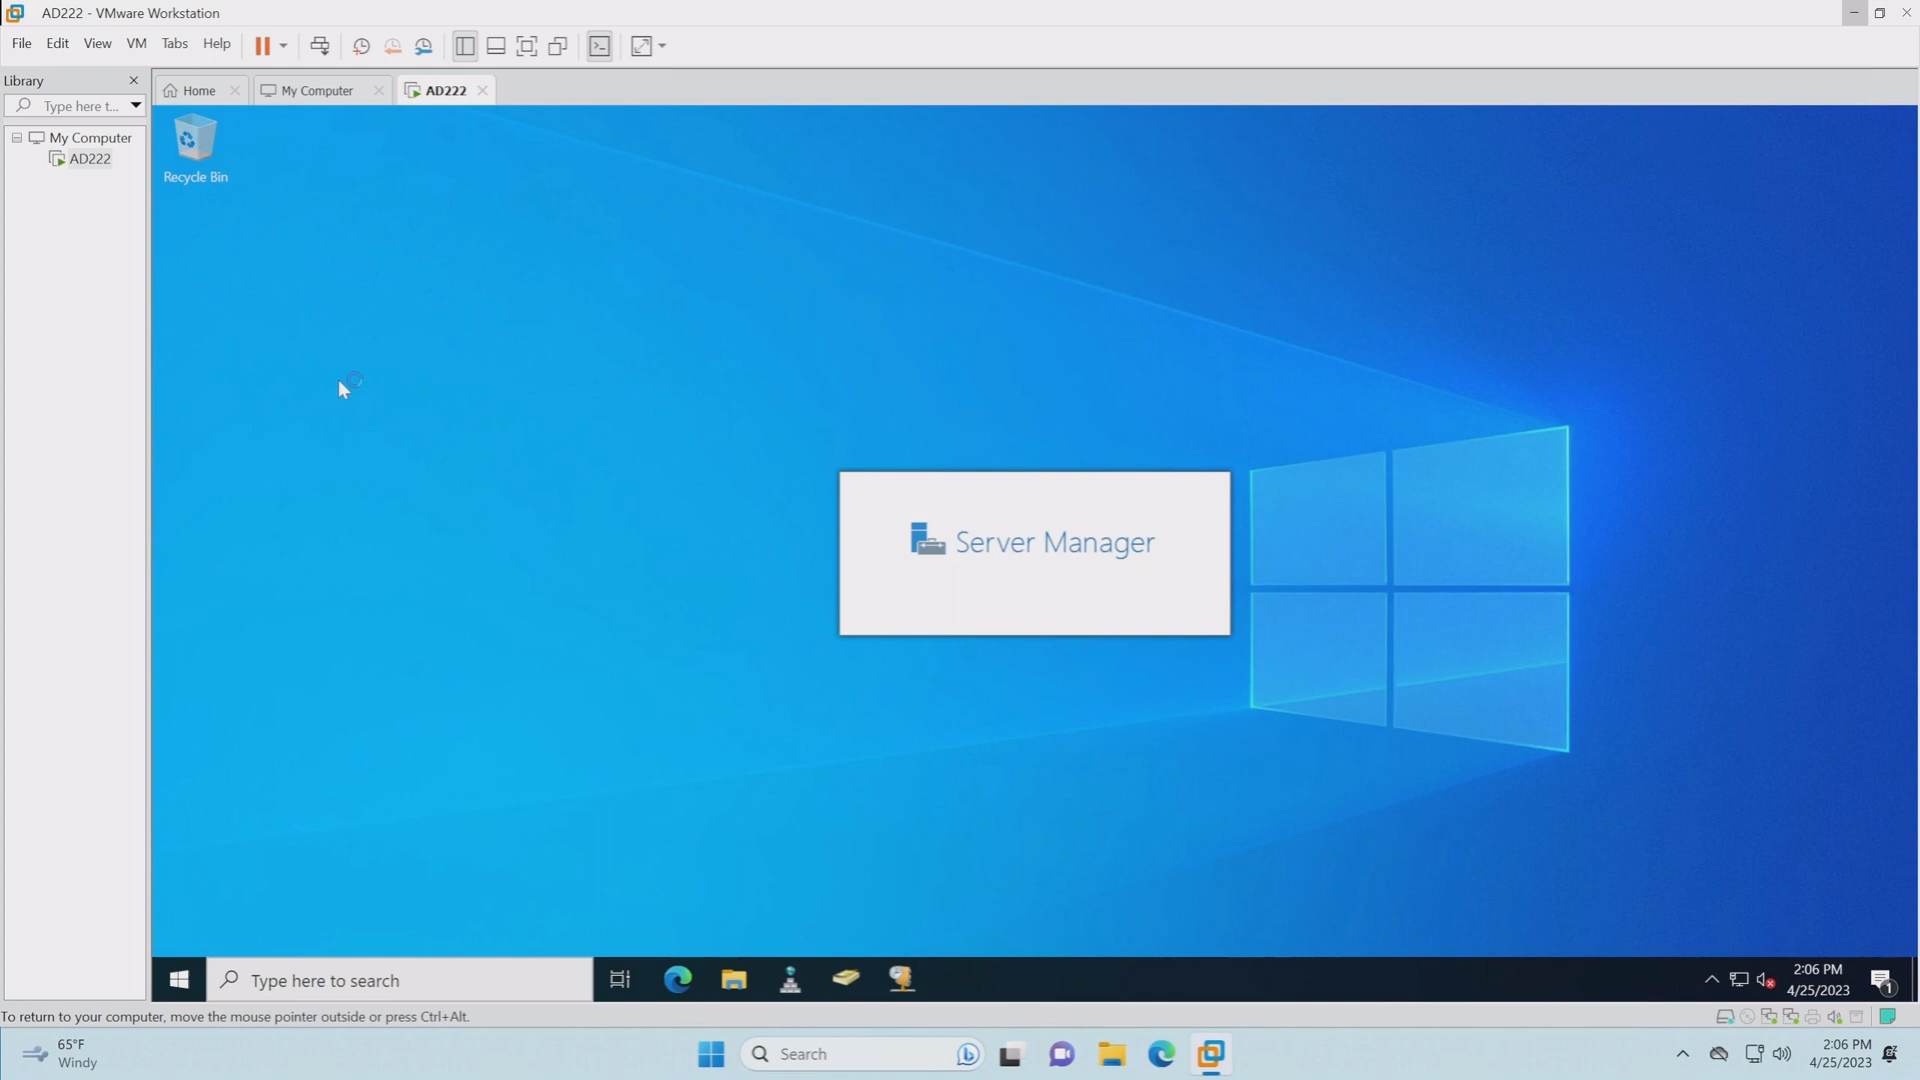 AD222 - VMware Workstation
File Edit View VM Tabs Help
Library
Type here t...
Home
My Computer
AD222
My Computer
AD222
Recycle Bin
Server Manager
Type here to search
2:06 PM
4/25/2023
1
To return to your computer, move the mouse pointer outside or press Ctrl+Alt.
65°F
Windy
Search
2:06 PM
4/25/2023